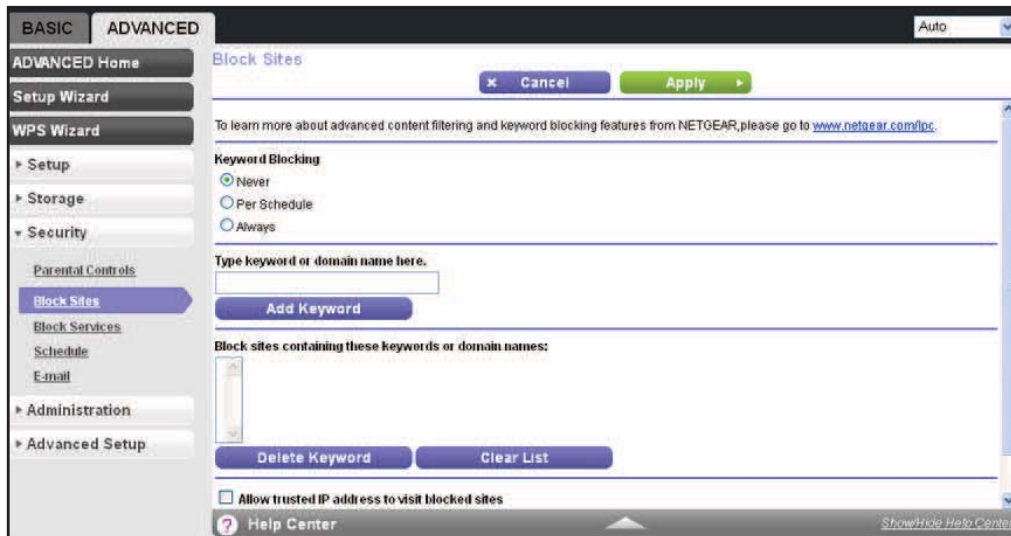 BASIC ADVANCED
Auto
ADVANCED Home
Setup Wizard
WPS Wizard
Setup
Storage
Security
Parental Controls
Block Sites
Block Services
Schedule
E-mail
Administration
Advanced Setup
Block Sites
x Cancel
Apply
To learn more about advanced content filtering and keyword blocking features from NETGEAR,please go to www.netgear.com/lpc.
Keyword Blocking
Never
Per Schedule
Always
Type keyword or domain name here.
Add Keyword
Block sites containing these keywords or domain names:
Delete Keyword
Clear List
Allow trusted IP address to visit blocked sites
? Help Center
Show/Hide Help Center